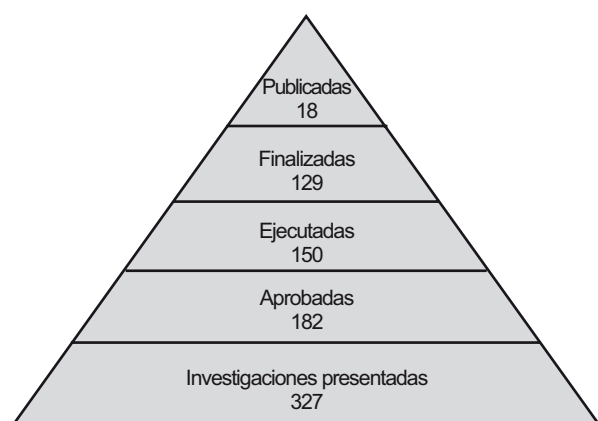 Publicadas
18
Finalizadas
129
Ejecutadas
150
Aprobadas
182
Investigaciones presentadas
327